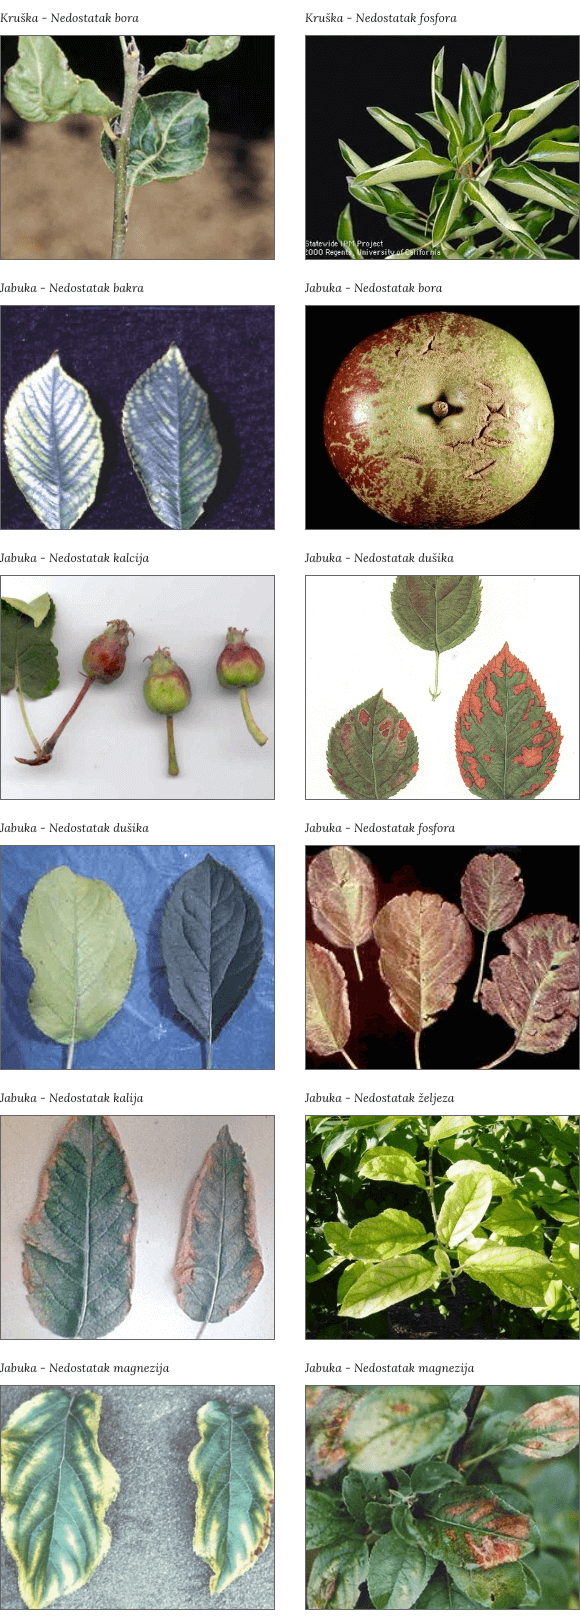 Kruška - Nedostatak bora
Kruška - Nedostatak fosfora
Statewide IPM Project
2000 Regents, University of California
Jabuka - Nedostatak bakra
Jabuka - Nedostatak bora
Jabuka - Nedostatak kalcija
Jabuka - Nedostatak dušika
Jabuka - Nedostatak dušika
Jabuka - Nedostatak fosfora
Jabuka - Nedostatak kalija
Jabuka - Nedostatak željeza
Jabuka - Nedostatak magnezija
Jabuka - Nedostatak magnezija